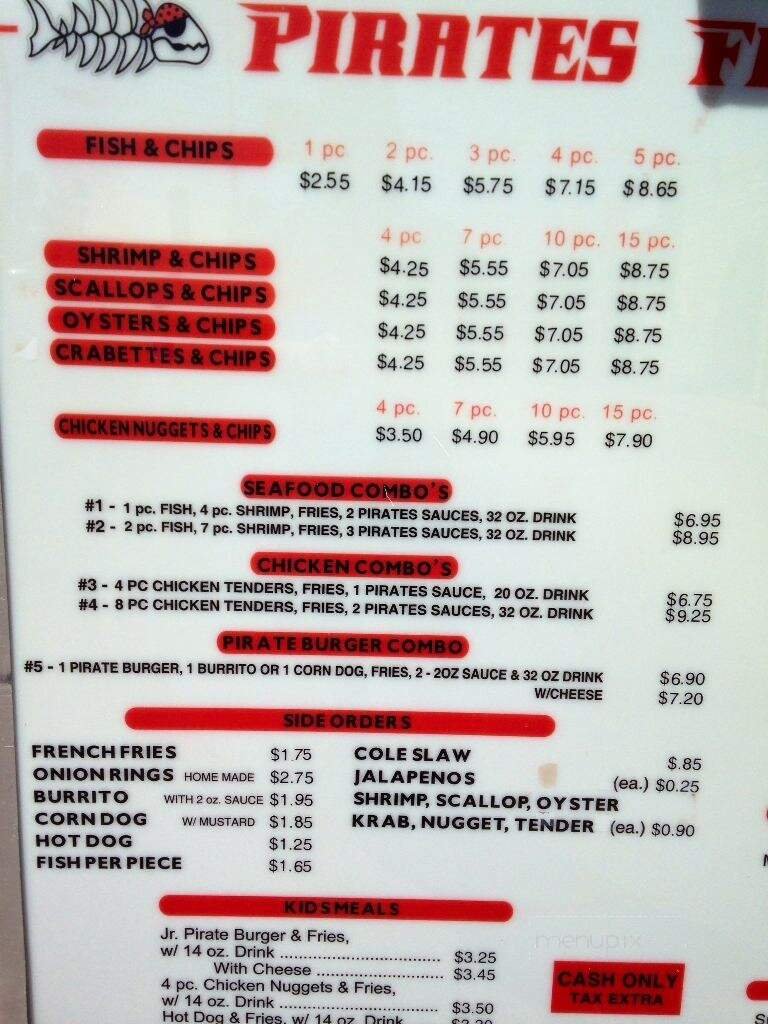 PIRATES
FISH & CHIPS 1 pc 2 pc. 3 pc. 4 pc. 5 pc.
$2.55 $4.15 $5.75 $7.15 $8.65
4 pc 7 pc 10 pc. 15 pc.
SHRIMP & CHIPS $4.25 $5.55 $7.05 $8.75
SCALLOPS & CHIPS $4.25 $5.55 $7.05 $8.75
OYSTERS & CHIPS $4.25 $5.55 $7.05 $8.75
CRABETTES & CHIPS $4.25 $5.55 $7.05 $8.75
4 pc. 7 pc. 10 pc. 15 pc.
CHICKEN NUGGETS & CHIPS $3.50 $4.90 $5.95 $7.90
SEAFOOD COMBO'S
#1 - 1 pc. FISH, 4 pc. SHRIMP, FRIES, 2 PIRATES SAUCES, 32 OZ. DRINK $6.95
#2 - 2 pc. FISH, 7 pc. SHRIMP, FRIES, 3 PIRATES SAUCES, 32 OZ. DRINK $8.95
CHICKEN COMBO'S
#3 - 4 PC CHICKEN TENDERS, FRIES, 1 PIRATE SAUCE, 20 OZ. DRINK $6.75
#4 - 8 PC CHICKEN TENDERS, FRIES, 2 PIRATES SAUCES, 32 OZ. DRINK $9.25
PIRATE BURGER COMBO
#5 - 1 PIRATE BURGER, 1 BURRITO OR 1 CORN DOG, FRIES, 2 - 2OZ SAUCE & 32 OZ DRINK $6.90
W/CHEESE $7.20
SIDE ORDERS
FRENCH FRIES $1.75 COLE SLAW $.85
ONION RINGS HOME MADE $2.75 JALAPENOS (ea.) $0.25
BURRITO WITH 2 oz. SAUCE $1.95 SHRIMP, SCALLOP, OYSTER
CORN DOG W/ MUSTARD $1.85 KRAB, NUGGET, TENDER (ea.) $0.90
HOT DOG $1.25
FISH PER PIECE $1.65
KIDS MEALS
Jr. Pirate Burger & Fries,
w/ 14 oz. Drink ........................... $3.25
With Cheese ..................... $3.45
4 pc. Chicken Nuggets & Fries,
w/ 14 oz. Drink ........................... $3.50
Hot Dog & Fries, w/ 14 oz. Drink
CASH ONLY
TAX EXTRA
menupix